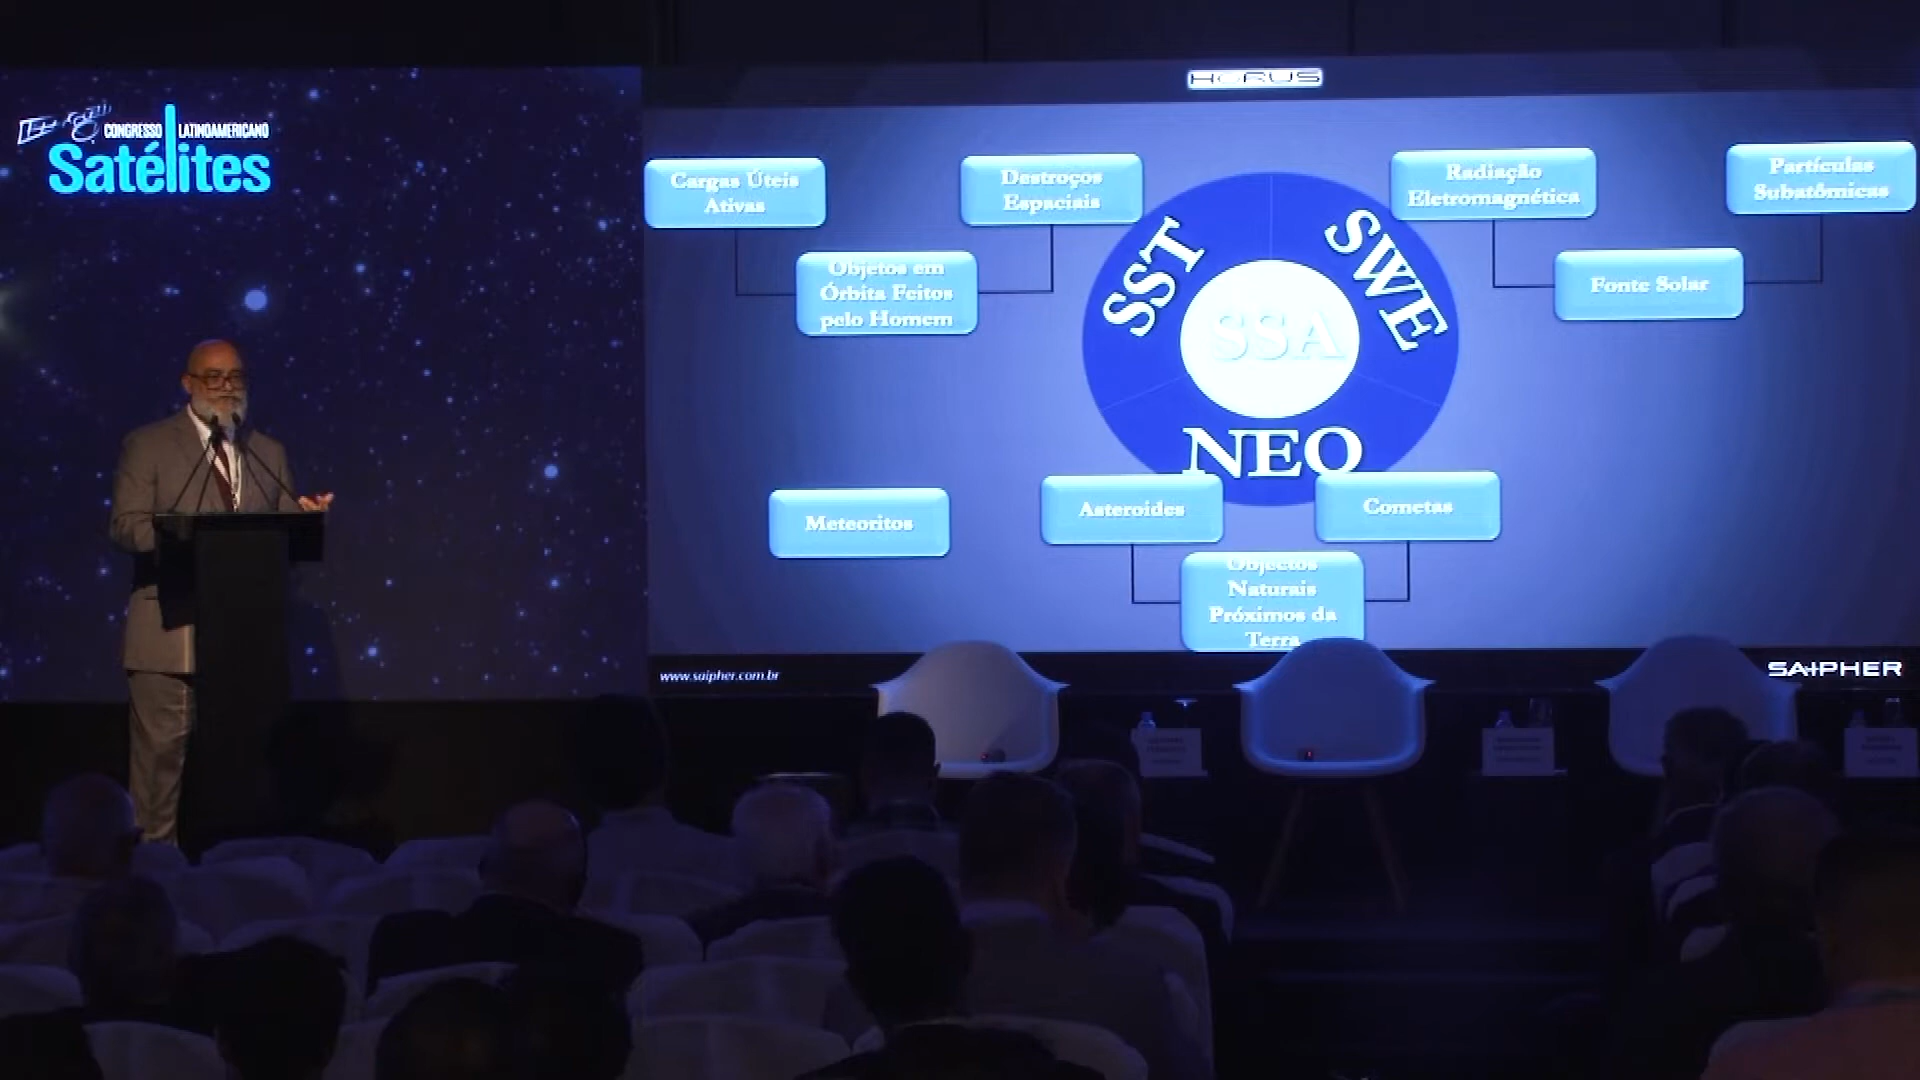 CONGRESSO LATINOAMERICANO
Satélites
HORUS
Cargas Úteis
Ativas
Destroços
Espaciais
Objetos em
Órbita Feitos
pelo Homem
SST
SWE
SSA
NEO
Radiação
Eletromagnética
Partículas
Subatômicas
Fonte Solar
Meteoritos
Asteroides
Cometas
Objectos
Naturais
Próximos da
Terra
www.saipher.com.br
SAIPHER